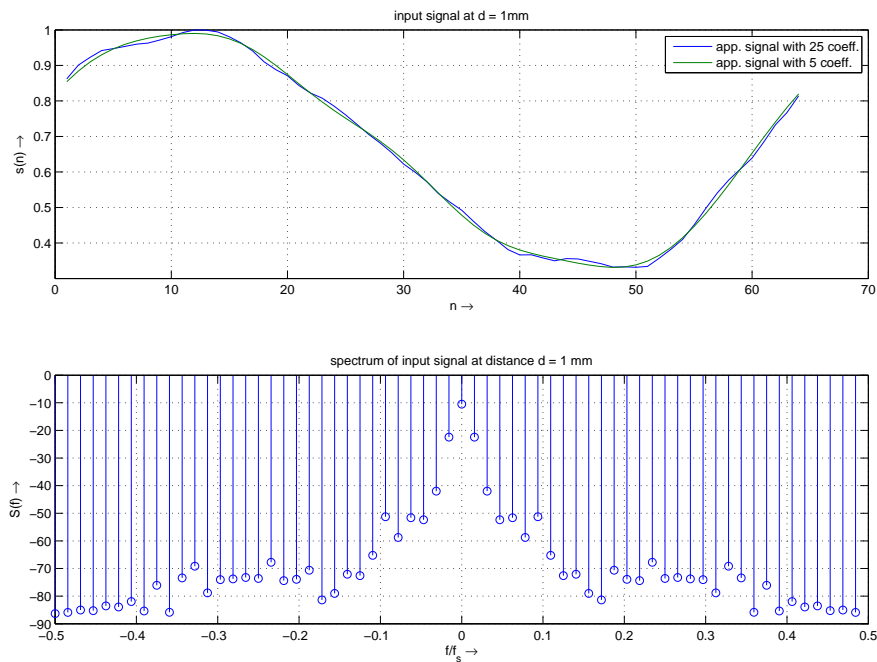 input signal at d = 1mm
app. signal with 25 coeff.
app. signal with 5 coeff.
1
0.9
0.8
0.7
0.6
0.5
0.4
s(n) →
0 10 20 30 40 50 60 70
n →
spectrum of input signal at distance d = 1 mm
0
−10
−20
−30
−40
−50
−60
−70
−80
−90
S(f) →
−0.5 −0.4 −0.3 −0.2 −0.1 0 0.1 0.2 0.3 0.4 0.5
f/f_s →